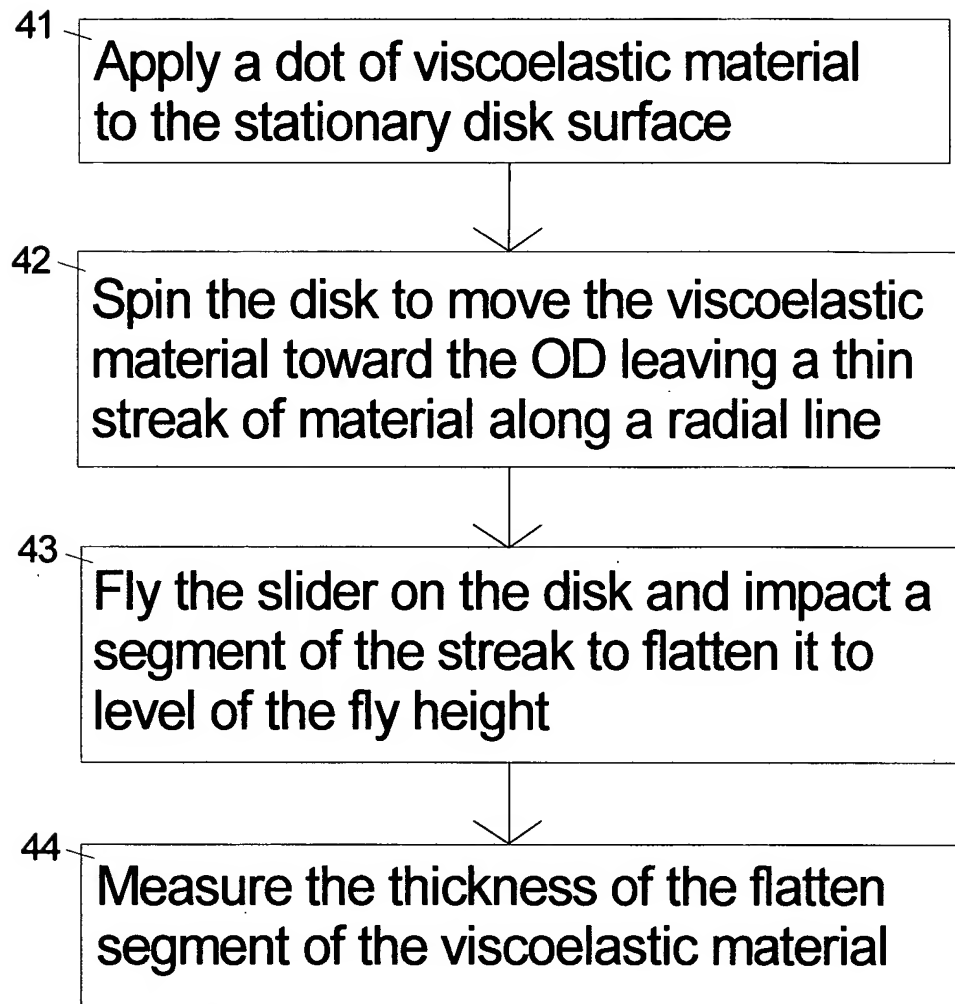 41
Apply a dot of viscoelastic material
to the stationary disk surface
42
Spin the disk to move the viscoelastic
material toward the OD leaving a thin
streak of material along a radial line
43
Fly the slider on the disk and impact a
segment of the streak to flatten it to
level of the fly height
44
Measure the thickness of the flatten
segment of the viscoelastic material